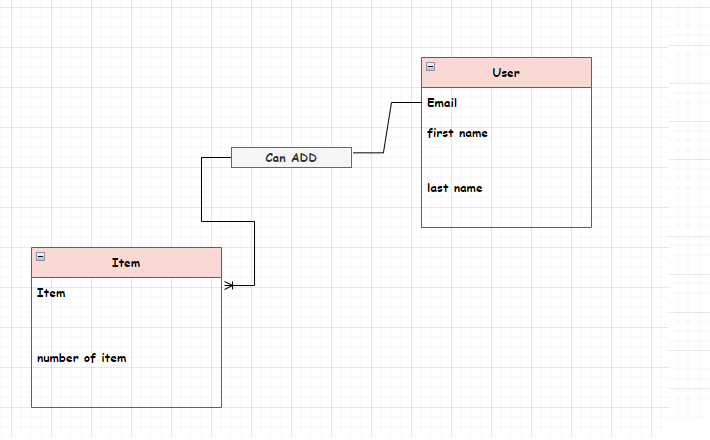 User
Email
first name
last name
Can ADD
Item
Item
number of item